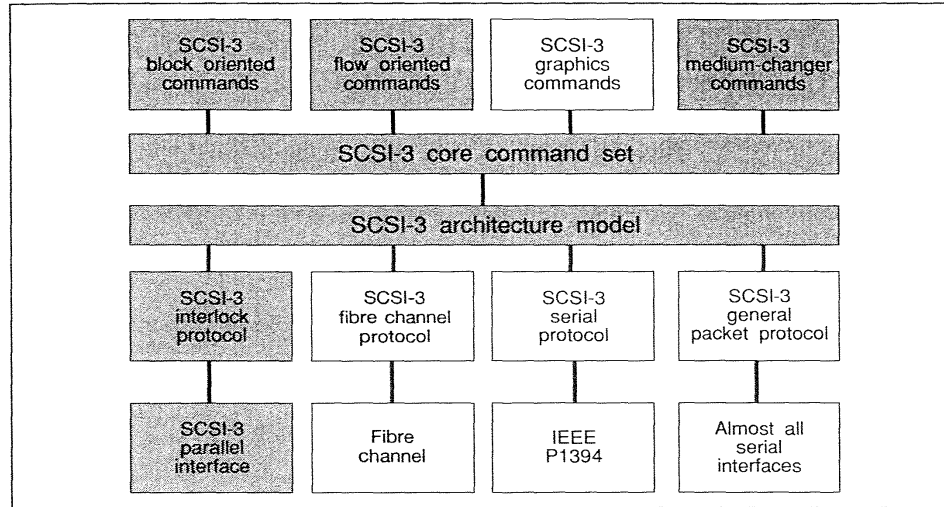 SCSI-3
block oriented
commands
SCSI-3
flow oriented
commands
SCSI-3
graphics
commands
SCSI-3
medium-changer
commands
SCSI-3 core command set
SCSI-3 architecture model
SCSI-3
interlock
protocol
SCSI-3
fibre channel
protocol
SCSI-3
serial
protocol
SCSI-3
general
packet protocol
SCSI-3
parallel
interface
Fibre
channel
IEEE
P1394
Almost all
serial
interfaces